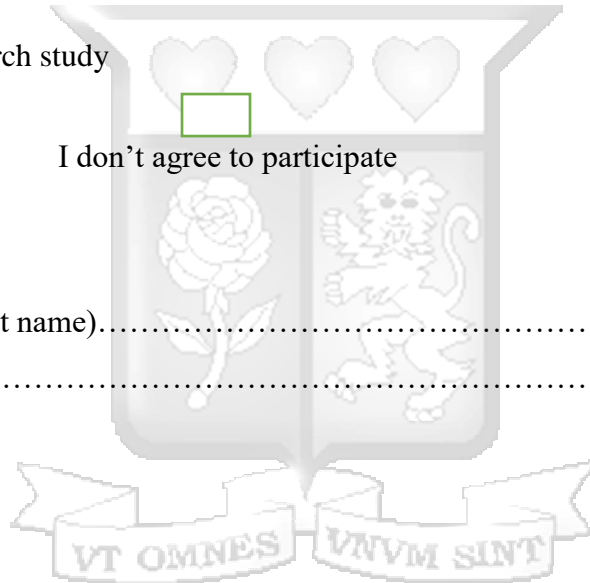 rch study
I don’t agree to participate
t name)…………………………………………
…………………………………………………
VT OMNES VNVM SINT